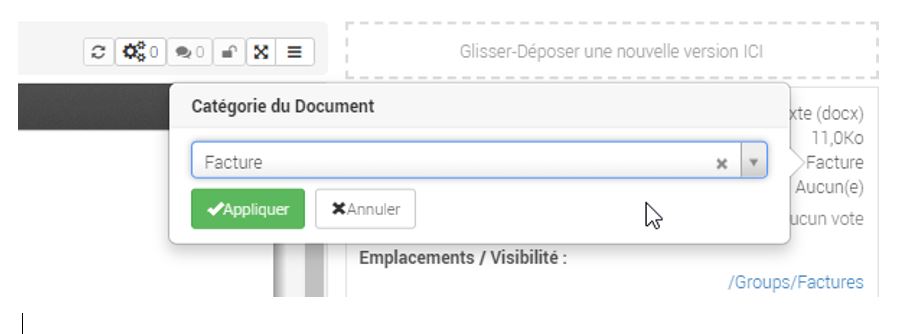 0
0
Glisser-Déposer une nouvelle version ICI
Catégorie du Document
xte (docx)
11,0Ko
Facture
Facture
Aucun(e)
Appliquer
Annuler
ucun vote
Emplacements / Visibilité :
/Groups/Factures